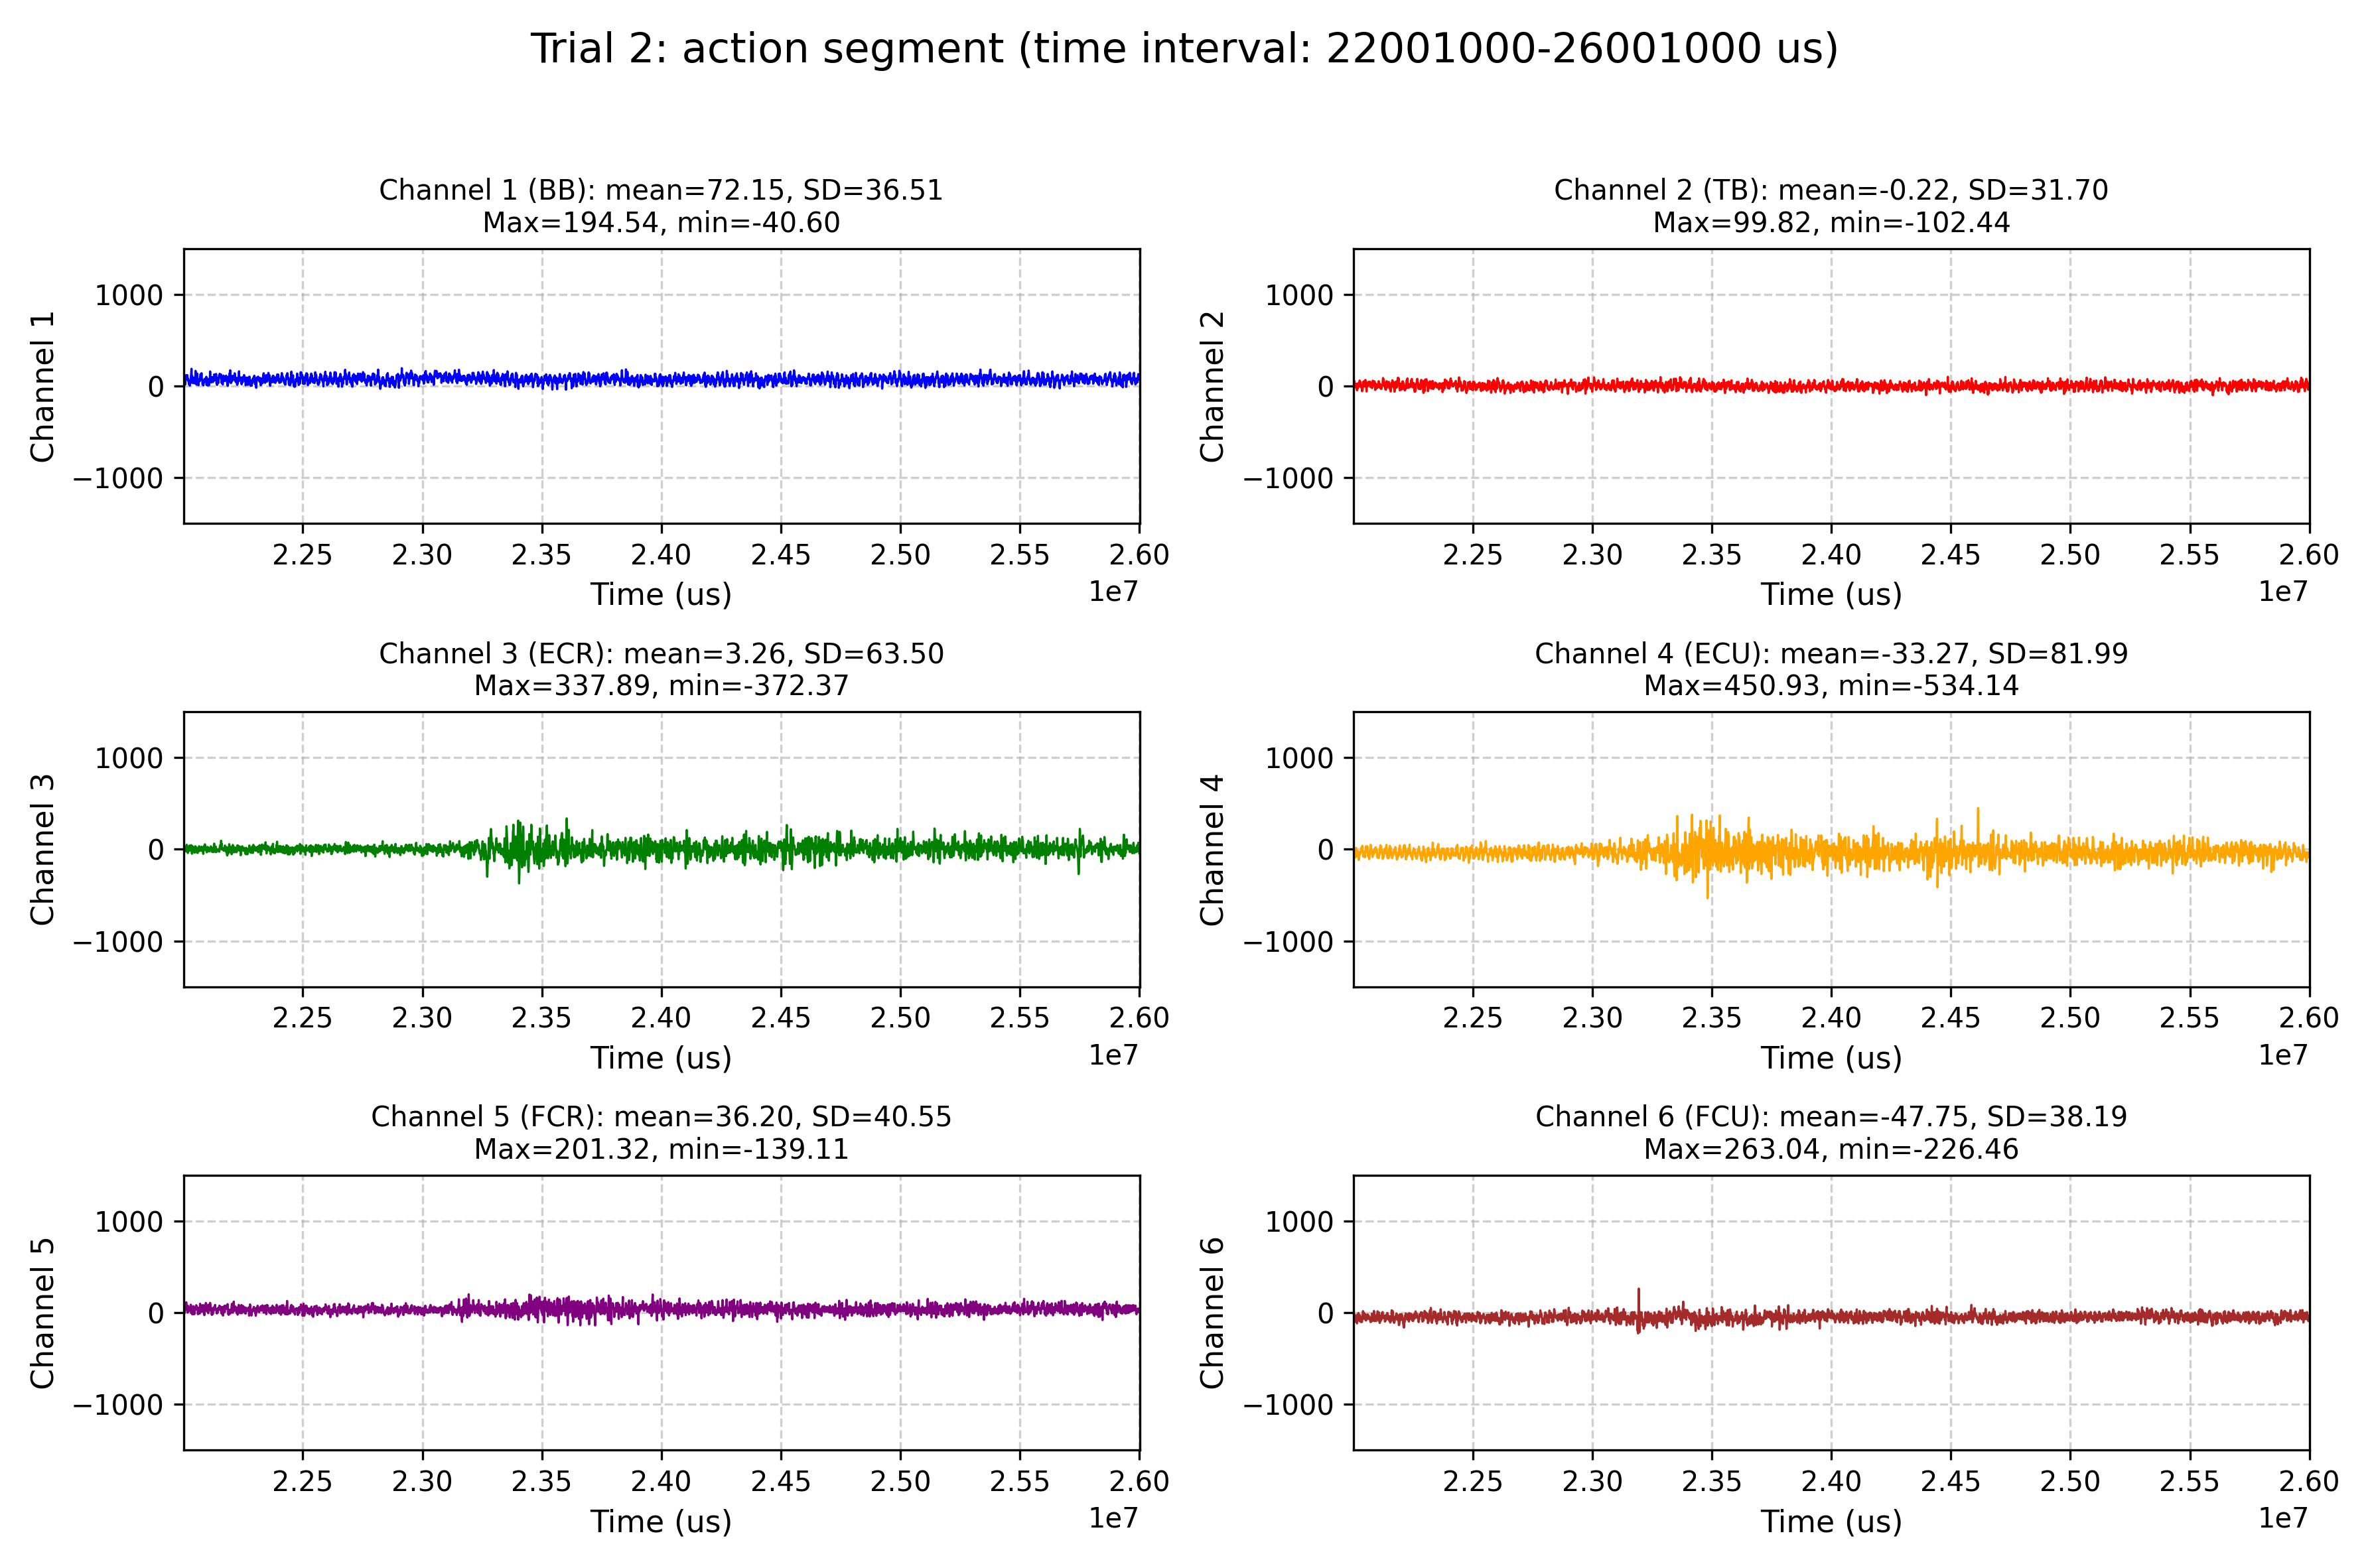 Trial 2: action segment (time interval: 22001000-26001000 us)
Channel 1 (BB): mean=72.15, SD=36.51
Max=194.54, min=-40.60
Channel 1
1000
0
−1000
2.25 2.30 2.35 2.40 2.45 2.50 2.55 2.60
1e7
Time (us)
Channel 2 (TB): mean=-0.22, SD=31.70
Max=99.82, min=-102.44
Channel 2
1000
0
−1000
2.25 2.30 2.35 2.40 2.45 2.50 2.55 2.60
1e7
Time (us)
Channel 3 (ECR): mean=3.26, SD=63.50
Max=337.89, min=-372.37
Channel 3
1000
0
−1000
2.25 2.30 2.35 2.40 2.45 2.50 2.55 2.60
1e7
Time (us)
Channel 4 (ECU): mean=-33.27, SD=81.99
Max=450.93, min=-534.14
Channel 4
1000
0
−1000
2.25 2.30 2.35 2.40 2.45 2.50 2.55 2.60
1e7
Time (us)
Channel 5 (FCR): mean=36.20, SD=40.55
Max=201.32, min=-139.11
Channel 5
1000
0
−1000
2.25 2.30 2.35 2.40 2.45 2.50 2.55 2.60
1e7
Time (us)
Channel 6 (FCU): mean=-47.75, SD=38.19
Max=263.04, min=-226.46
Channel 6
1000
0
−1000
2.25 2.30 2.35 2.40 2.45 2.50 2.55 2.60
1e7
Time (us)